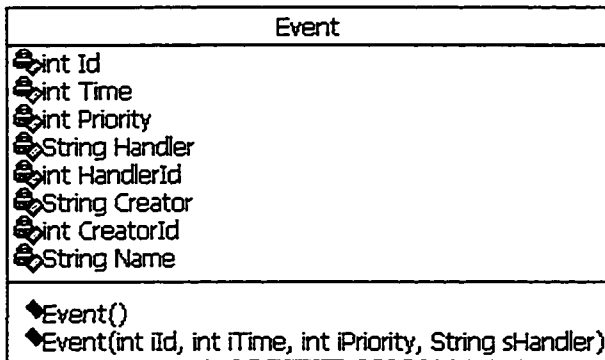 Event
int Id
int Time
int Priority
String Handler
int HandlerId
String Creator
int CreatorId
String Name
Event()
Event(int iId, int iTime, int iPriority, String sHandler)